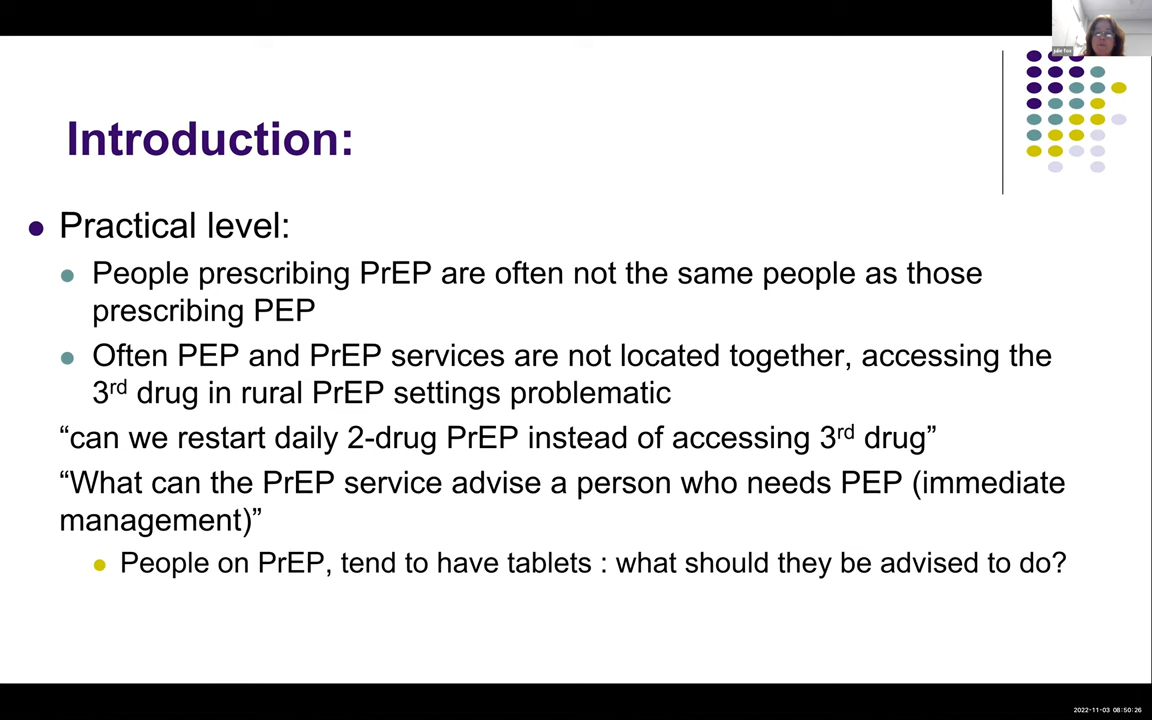 julie fox
Introduction:
Practical level:
People prescribing PrEP are often not the same people as those
prescribing PEP
Often PEP and PrEP services are not located together, accessing the
3rd drug in rural PrEP settings problematic
“can we restart daily 2-drug PrEP instead of accessing 3rd drug”
“What can the PrEP service advise a person who needs PEP (immediate
management)”
People on PrEP, tend to have tablets : what should they be advised to do?
2022-11-03 08:50:26